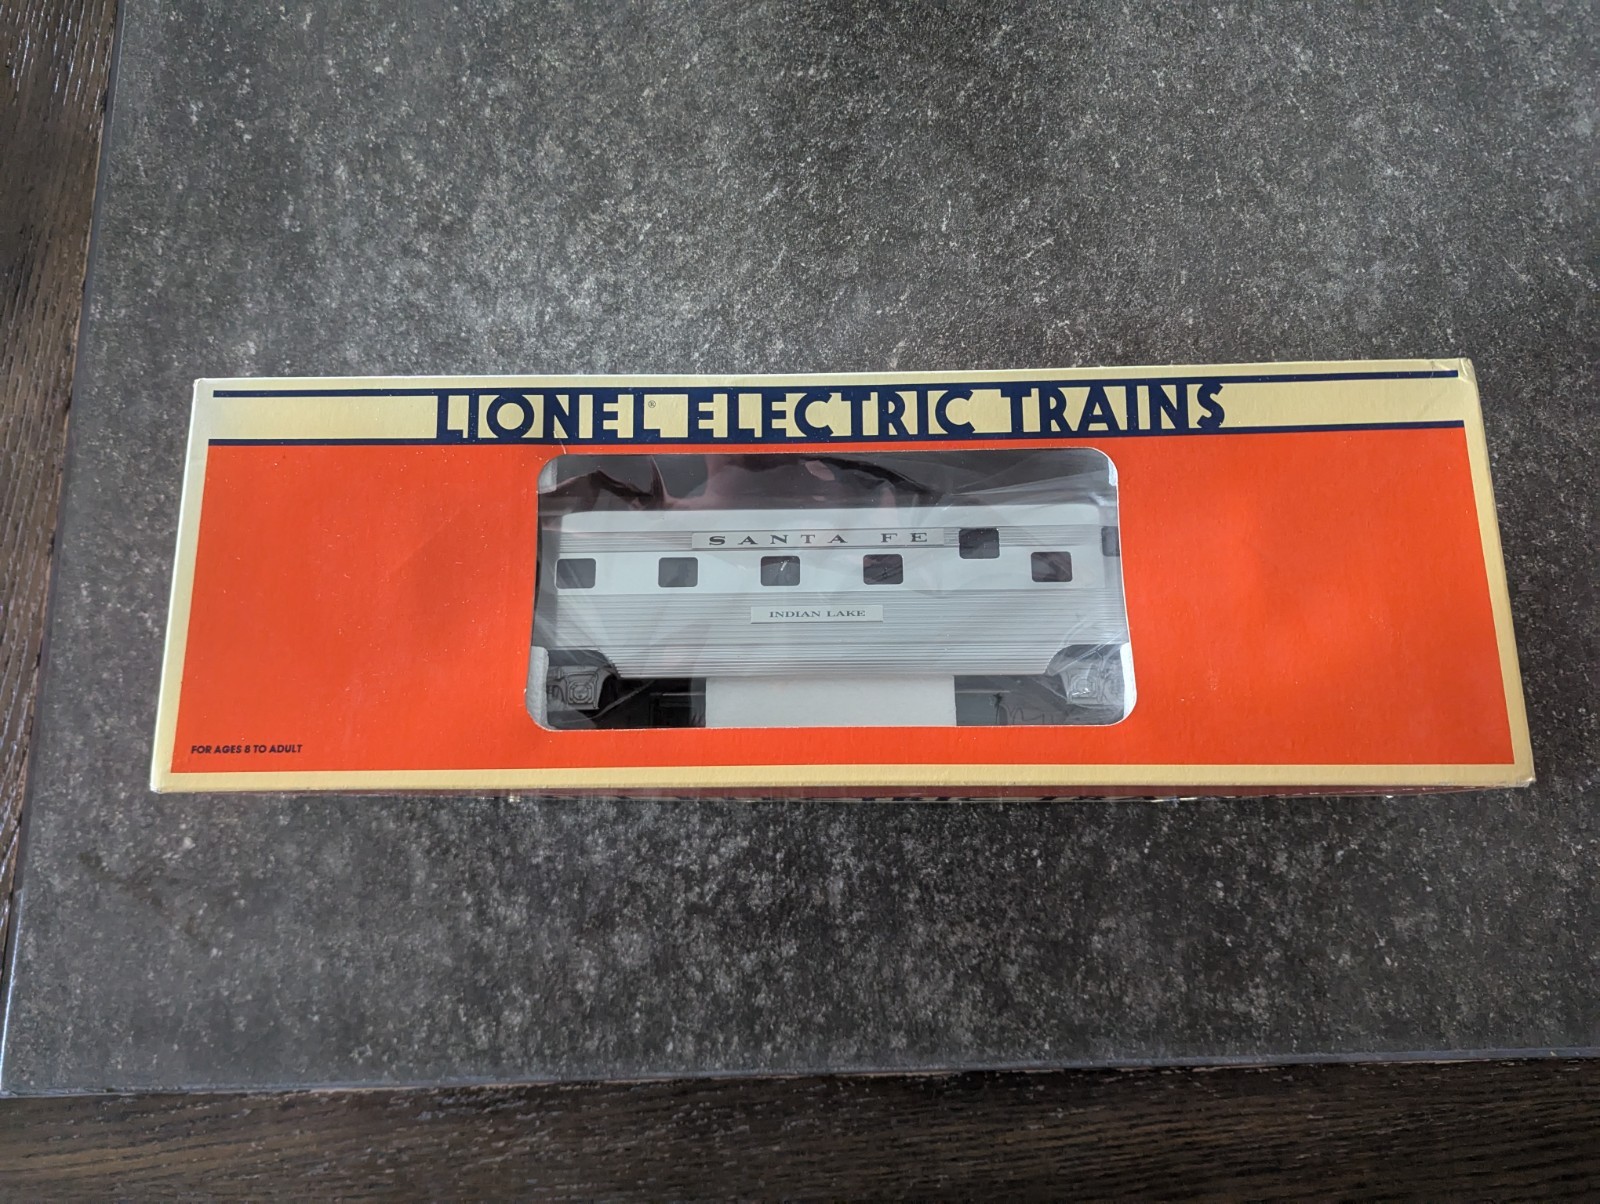 LIONEL® ELECTRIC TRAINS
SANTA FE
INDIAN LAKE
FOR AGES 8 TO ADULT